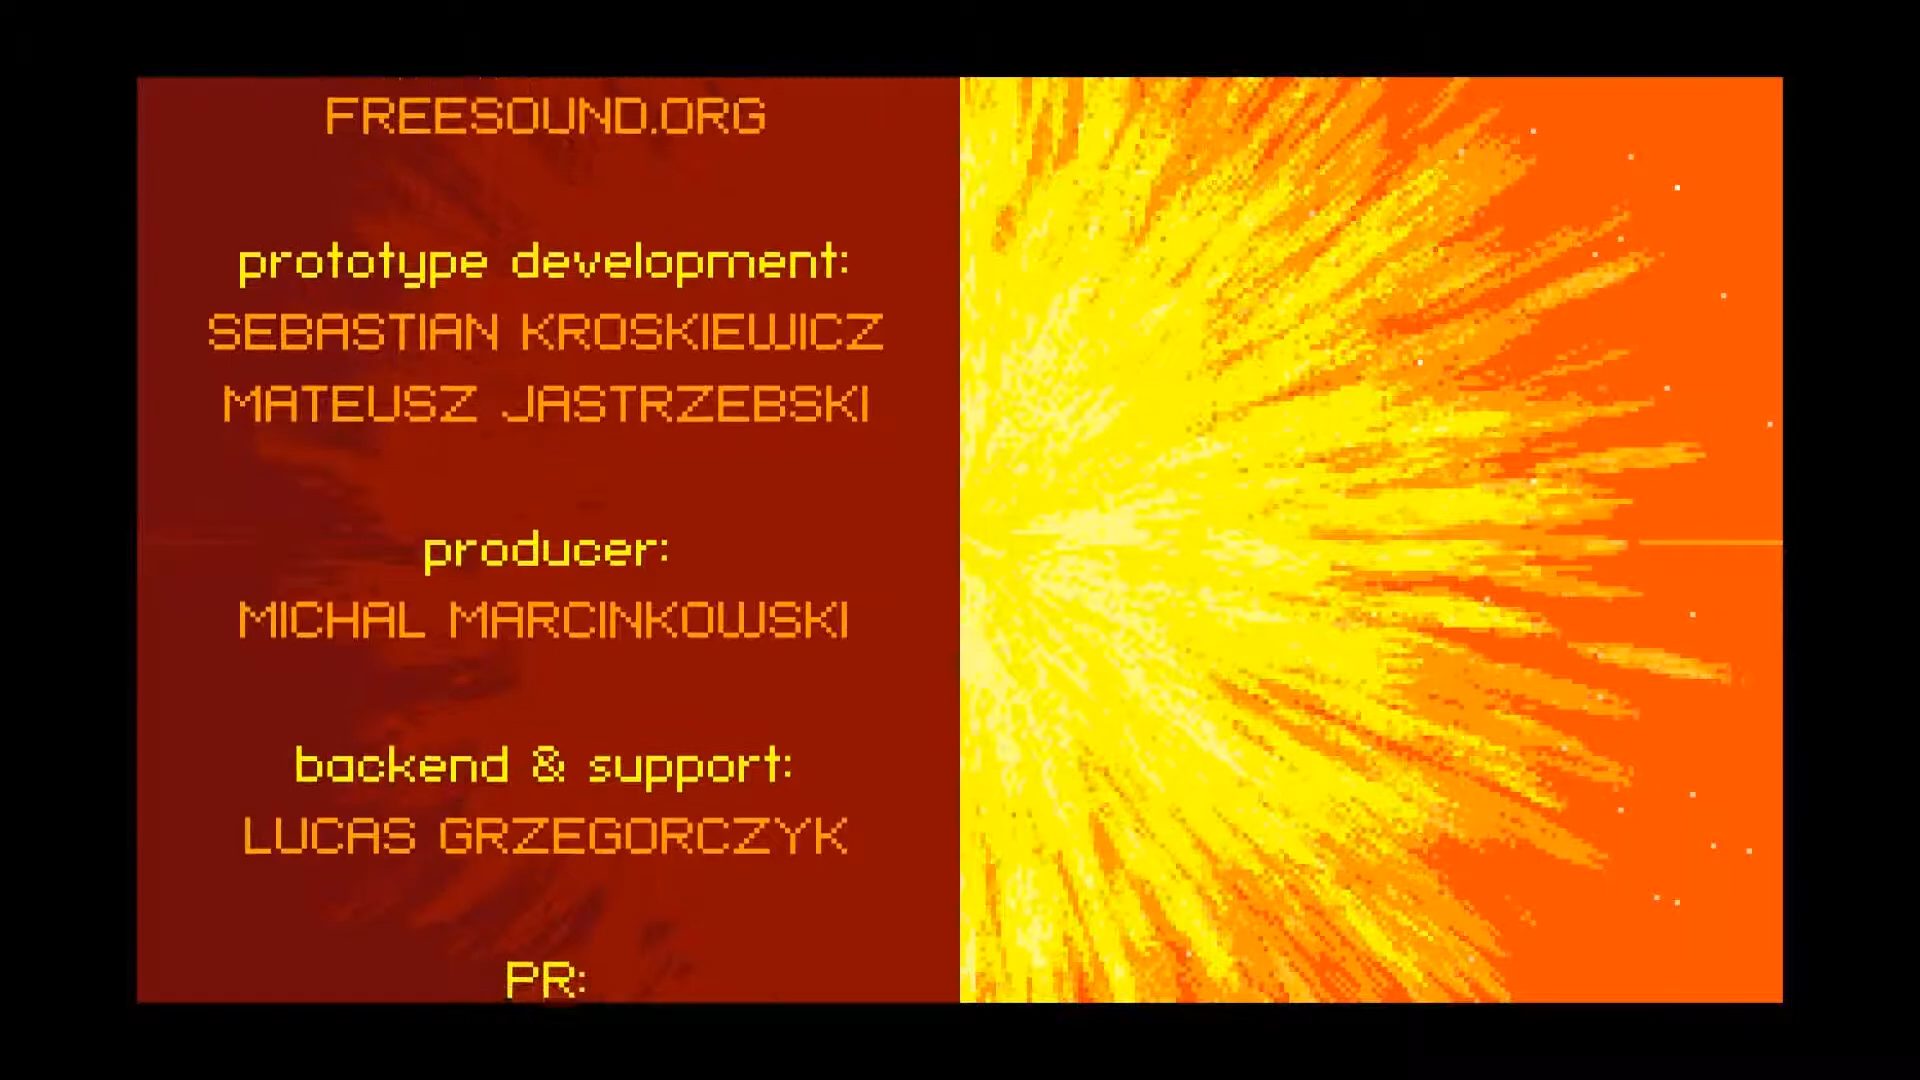 FREESOUND.ORG
prototype development:
SEBASTIAN KROSKIEWICZ
MATEUSZ JASTRZEBSKI
producer:
MICHAL MARCINKOWSKI
backend & support:
LUCAS GRZEGORCZYK
PR: